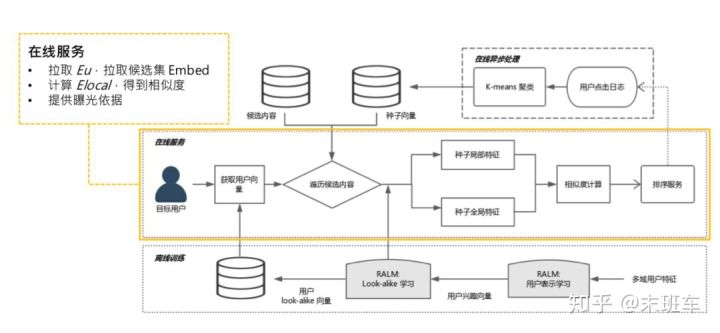 在线服务
• 拉取 Eu · 拉取候选集 Embed
• 计算 Elocal · 得到相似度
• 提供曝光依据
在线异步处理
K-means 聚类
用户点击日志
候选内容
种子向量
在线服务
目标用户
获取用户向
量
遍历候选内容
种子局部特征
种子全局特征
相似度计算
排序服务
离线训练
用户
look-alike 向量
RALM:
Look-alike 学习
用户兴趣向量
RALM:
用户表示学习
多域用户特征
知乎 @末班车